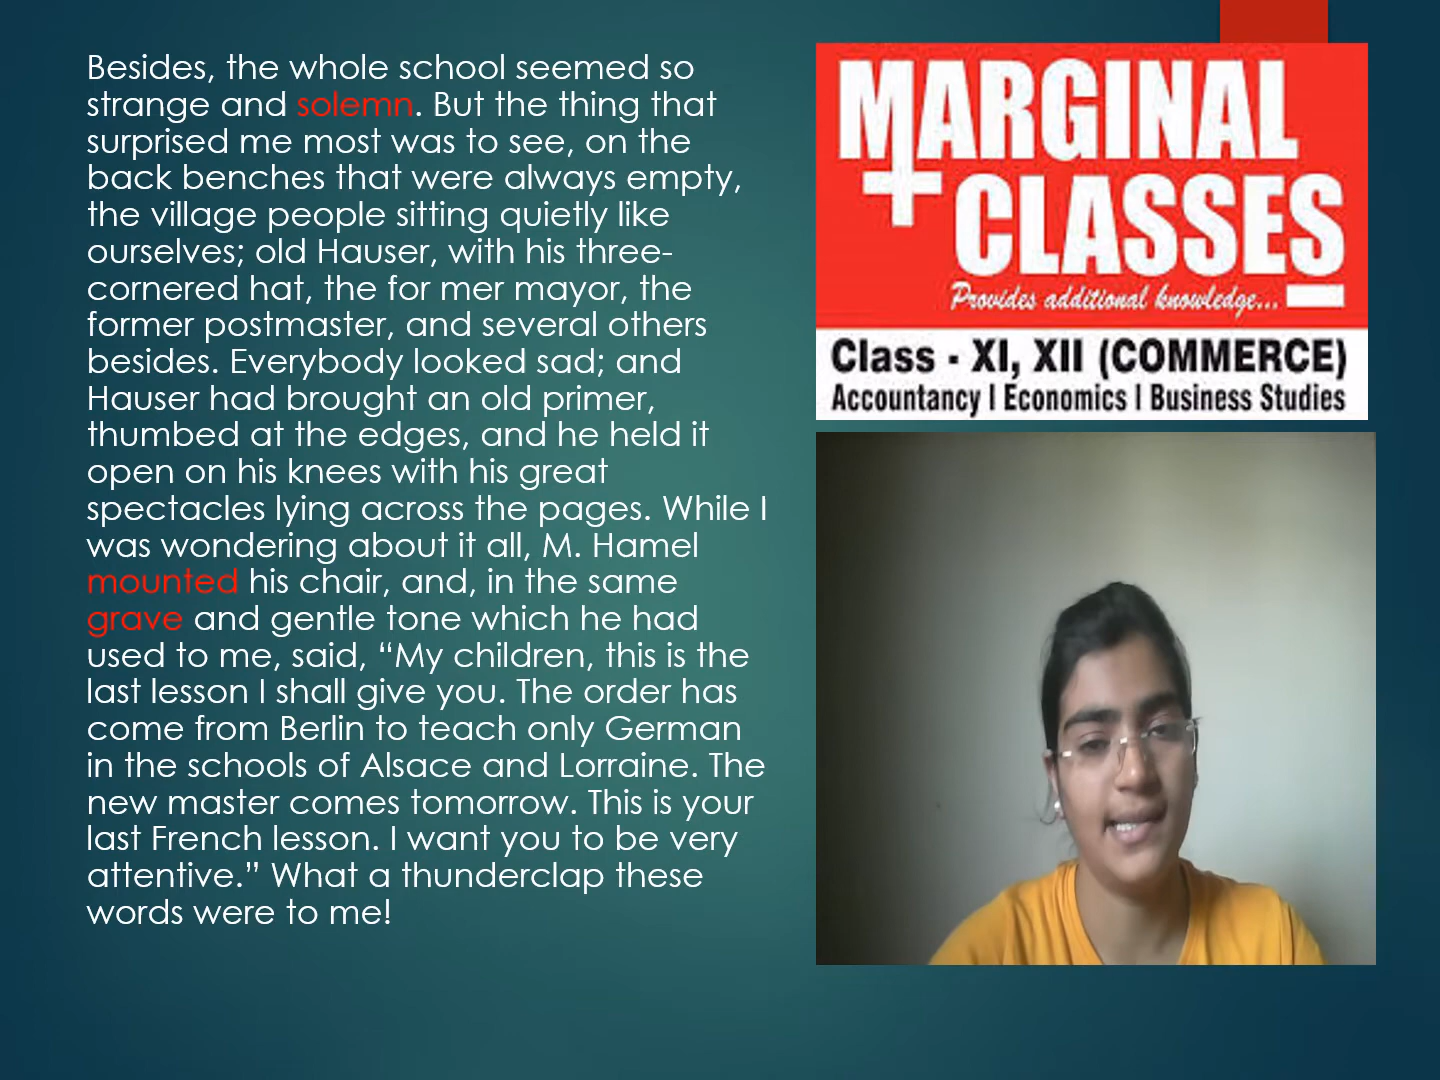 Besides, the whole school seemed so
strange and solemn. But the thing that
surprised me most was to see, on the
back benches that were always empty,
the village people sitting quietly like
ourselves; old Hauser, with his three-
cornered hat, the for mer mayor, the
former postmaster, and several others
besides. Everybody looked sad; and
Hauser had brought an old primer,
thumbed at the edges, and he held it
open on his knees with his great
spectacles lying across the pages. While I
was wondering about it all, M. Hamel
mounted his chair, and, in the same
grave and gentle tone which he had
used to me, said, “My children, this is the
last lesson I shall give you. The order has
come from Berlin to teach only German
in the schools of Alsace and Lorraine. The
new master comes tomorrow. This is your
last French lesson. I want you to be very
attentive.” What a thunderclap these
words were to me!
MARGINAL
CLASSES
Provides additional knowledge...
Class - XI, XII (COMMERCE)
Accountancy I Economics I Business Studies